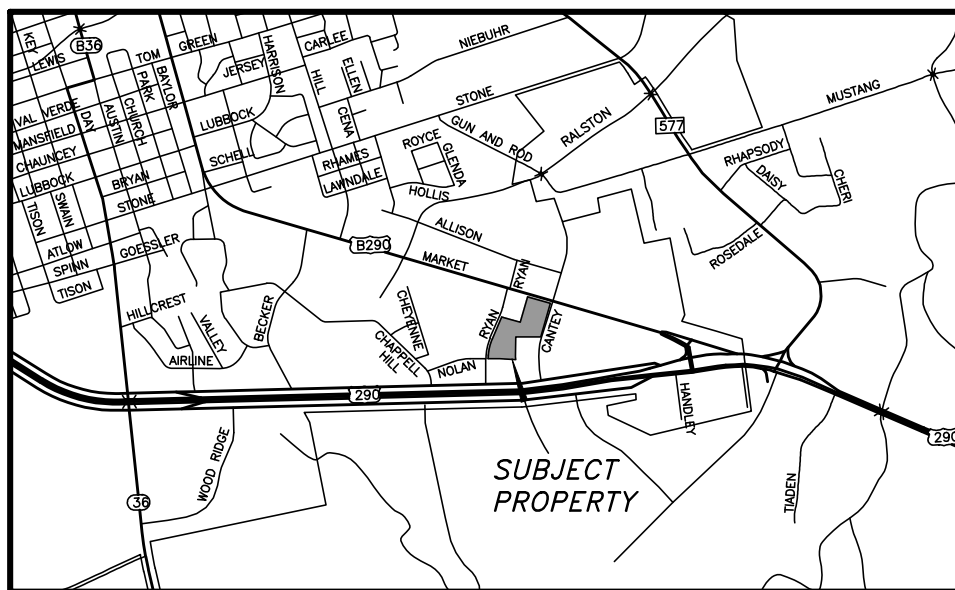 KEY
LEWIS
B36
TOM
GREEN
HARRISON
CARLEE
NIEBUHR
JERSEY
ELLEN
HILL
PARK
BAYLOR
VAL VERDE
MANSFIELD
CHAUNCEY
LUBBOCK
DAY
AUSTIN
CHURCH
LUBBOCK
GENA
STONE
MUSTANG
577
RALSTON
GUN AND ROD
ROYCE
GLENDA
SCHELL
RHAMES
LAWNDALE
HOLLIS
RHAPSODY
DAISY
CHERI
BRYAN
STONE
TISON
SWAIN
ALLISON
ATLOW
GOESSLER
SPINN
TISON
B290
MARKET
RYAN
ROSEDALE
HILLCREST
VALLEY
BECKER
CHEYENNE
RYAN
CANTEY
CHAPPELL
HILL
AIRLINE
NOLAN
290
HANDLEY
290
WOOD RIDGE
SUBJECT
PROPERTY
36
TIADEN